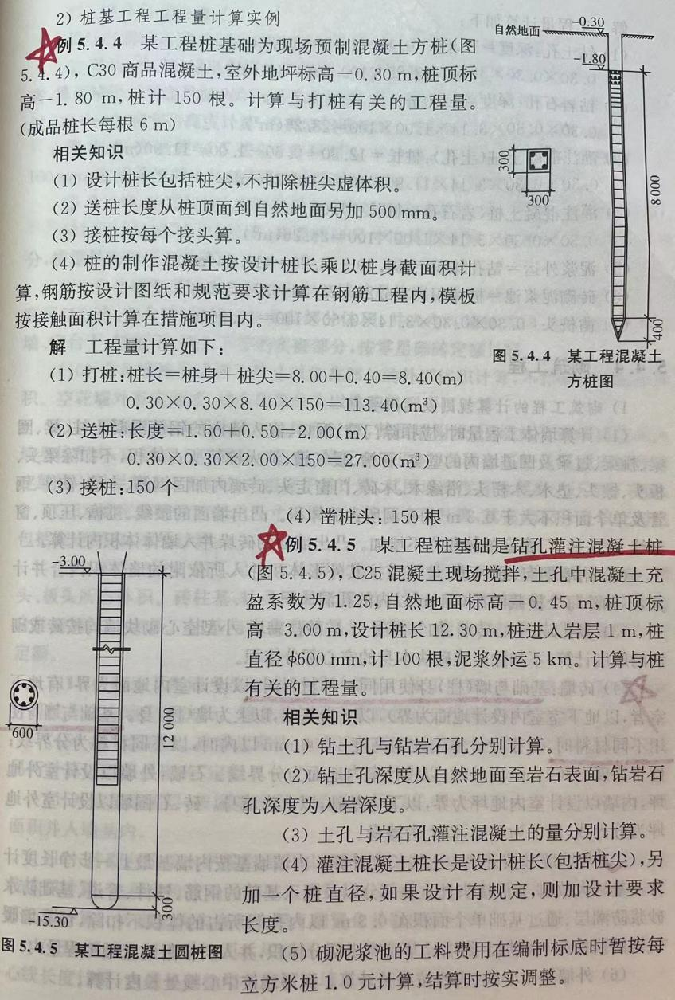 2）桩基工程工程量计算实例
例 5.4.4 某工程桩基础为现场预制混凝土方桩（图
5.4.4），C30 商品混凝土，室外地坪标高－0.30 m，桩顶标
高－1.80 m，桩计 150 根。计算与打桩有关的工程量。
（成品桩长每根 6 m）
相关知识
（1）设计桩长包括桩尖，不扣除桩尖虚体积。
（2）送桩长度从桩顶面到自然地面另加 500 mm。
（3）接桩按每个接头算。
（4）桩的制作混凝土按设计桩长乘以桩身截面积计
算，钢筋按设计图纸和规范要求计算在钢筋工程内，模板
按接触面积计算在措施项目内。
解 工程量计算如下：
（1）打桩：桩长＝桩身＋桩尖＝8.00＋0.40＝8.40(m)
0.30×0.30×8.40×150＝113.40(m³)
（2）送桩：长度＝1.50＋0.50＝2.00(m)
0.30×0.30×2.00×150＝27.00(m³)
（3）接桩：150 个
自然地面
－0.30
－1.80
300
300
8 000
400
图 5.4.4 某工程混凝土
方桩图
（4）凿桩头：150 根
例 5.4.5 某工程桩基础是钻孔灌注混凝土桩
（图 5.4.5），C25 混凝土现场搅拌，土孔中混凝土充
盈系数为 1.25，自然地面标高－0.45 m，桩顶标
高－3.00 m，设计桩长 12.30 m，桩进入岩层 1 m，桩
直径 ϕ600 mm，计 100 根，泥浆外运 5 km。计算与桩
有关的工程量。
相关知识
（1）钻土孔与钻岩石孔分别计算。
（2）钻土孔深度从自然地面至岩石表面，钻岩石
孔深度为入岩深度。
（3）土孔与岩石孔灌注混凝土的量分别计算。
（4）灌注混凝土桩长是设计桩长（包括桩尖），另
加一个桩直径，如果设计有规定，则加设计要求
长度。
（5）砌泥浆池的工料费用在编制标底时暂按每
立方米桩 1.0 元计算，结算时按实调整。
－3.00
600
12 000
300
－15.30
图 5.4.5 某工程混凝土圆桩图